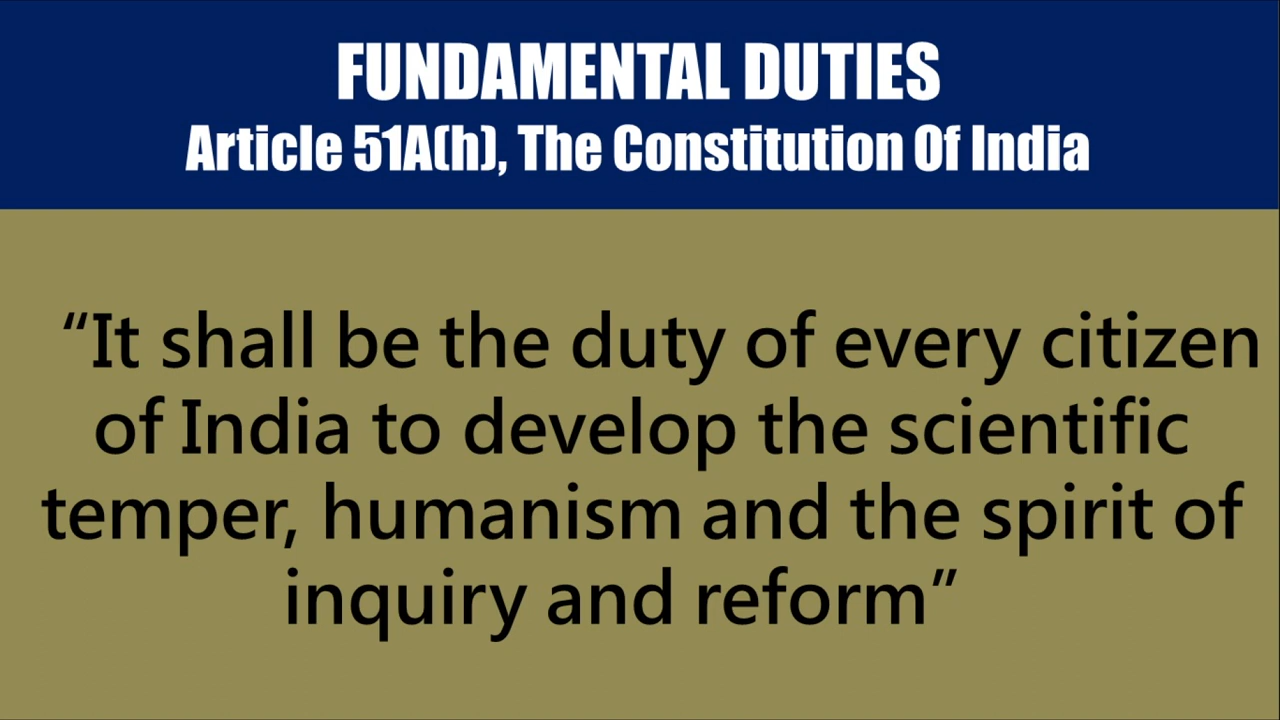 FUNDAMENTAL DUTIES
Article 51A(h), The Constitution Of India
“It shall be the duty of every citizen
of India to develop the scientific
temper, humanism and the spirit of
inquiry and reform”